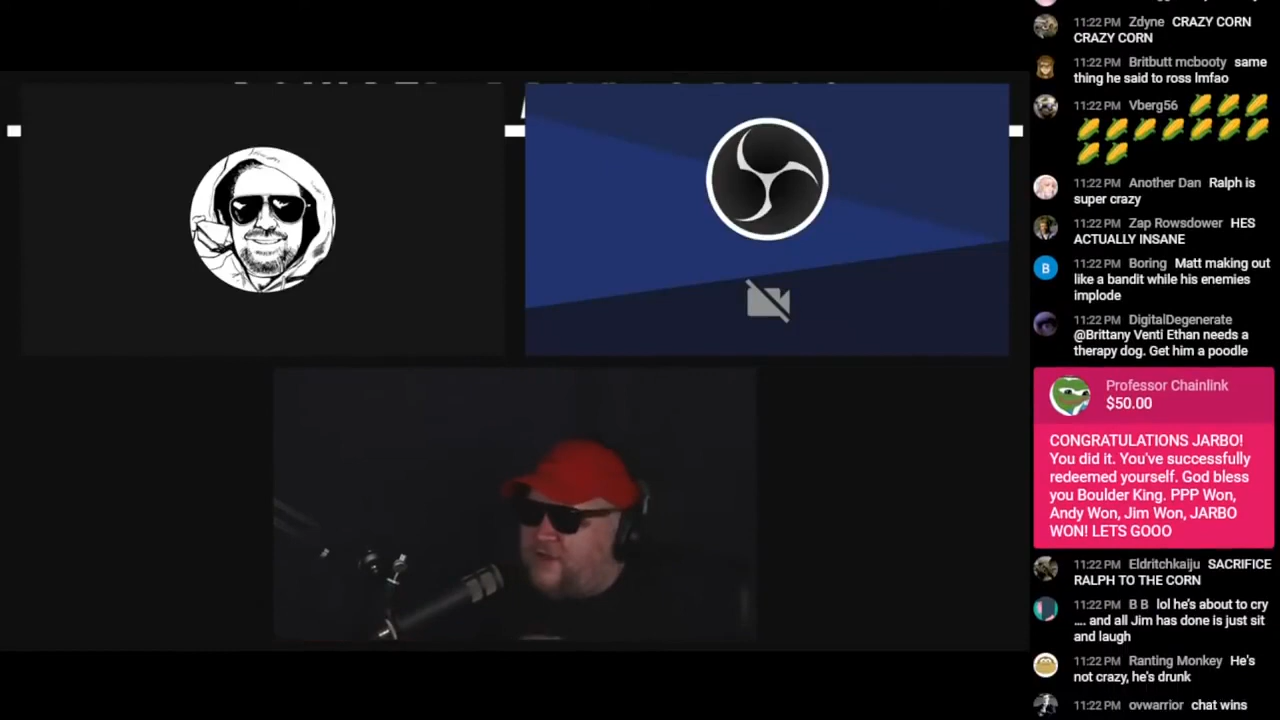 11:22 PM Zdyne CRAZY CORN
CRAZY CORN
11:22 PM Britbutt mcbooty same
thing he said to ross lmfao
11:22 PM Vberg56 🌽🌽🌽
🌽🌽🌽🌽🌽🌽🌽
🌽🌽
11:22 PM Another Dan Ralph is
super crazy
11:22 PM Zap Rowsdower HES
ACTUALLY INSANE
B 11:22 PM Boring Matt making out
like a bandit while his enemies
implode
11:22 PM DigitalDegenerate
@Brittany Venti Ethan needs a
therapy dog. Get him a poodle
Professor Chainlink
$50.00
CONGRATULATIONS JARBO!
You did it. You've successfully
redeemed yourself. God bless
you Boulder King. PPP Won,
Andy Won, Jim Won, JARBO
WON! LETS GOOO
11:22 PM Eldritchkaiju SACRIFICE
RALPH TO THE CORN
11:22 PM B B lol he's about to cry
.... and all Jim has done is just sit
and laugh
11:22 PM Ranting Monkey He's
not crazy, he's drunk
11:22 PM ovwarrior chat wins